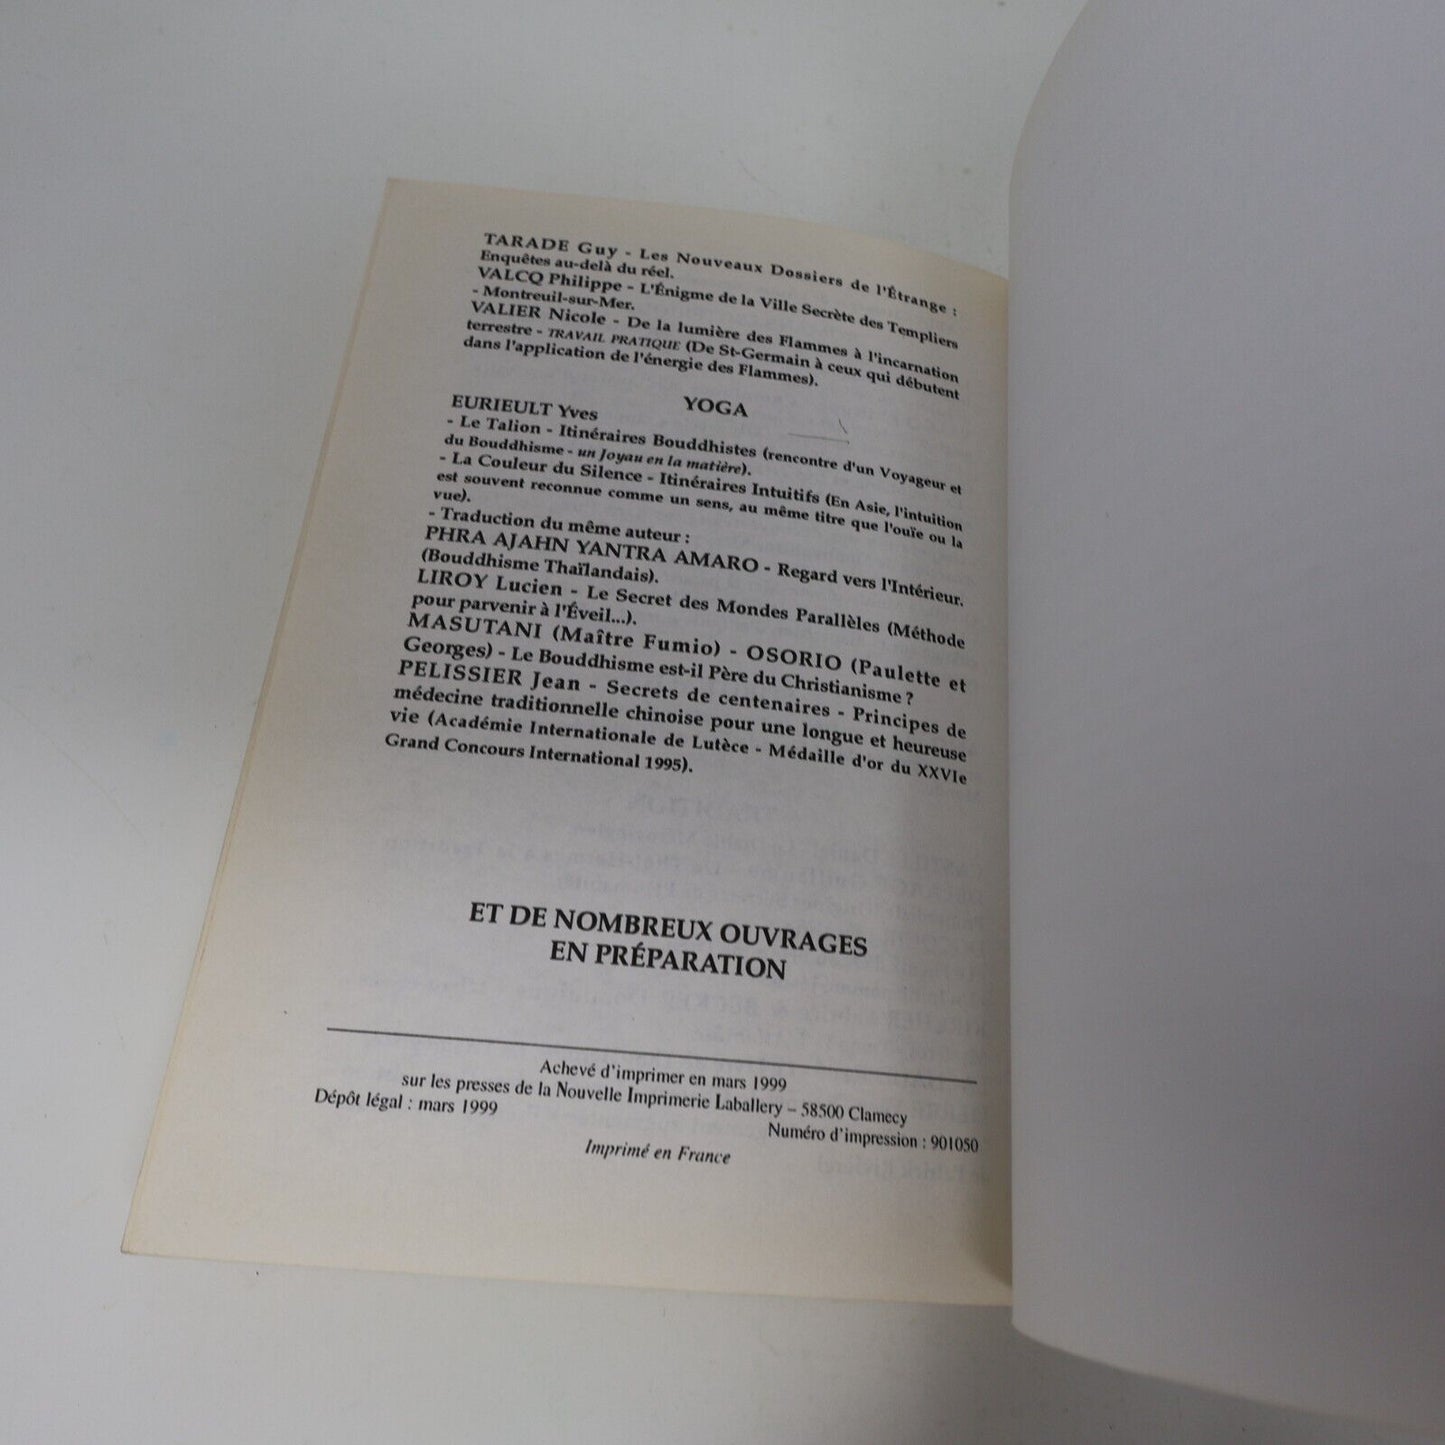 TARADE Guy - Les Nouveaux Dossiers de l'Étrange :
Enquêtes au-delà du réel.
VALCQ Philippe - L'Énigme de la Ville Secrète des Templiers
- Montreuil-sur-Mer.
VALIER Nicole - De la lumière des Flammes à l'incarnation
terrestre - TRAVAIL PRATIQUE (De St-Germain à ceux qui débutent
dans l'application de l'énergie des Flammes).
YOGA
EURIEULT Yves
- Le Talion - Itinéraires Bouddhistes (rencontre d'un Voyageur et
du Bouddhisme - un Joyau en la matière).
- La Couleur du Silence - Itinéraires Intuitifs (En Asie, l'intuition
est souvent reconnue comme un sens, au même titre que l'ouïe ou la
vue).
- Traduction du même auteur :
PHRA AJAHN YANTRA AMARO - Regard vers l'Intérieur.
(Bouddhisme Thaïlandais).
LIROY Lucien - Le Secret des Mondes Parallèles (Méthode
pour parvenir à l'Éveil...).
MASUTANI (Maître Fumio) - OSORIO (Paulette et
Georges) - Le Bouddhisme est-il Père du Christianisme ?
PELISSIER Jean - Secrets de centenaires - Principes de
médecine traditionnelle chinoise pour une longue et heureuse
vie (Académie Internationale de Lutèce - Médaille d'or du XXVIe
Grand Concours International 1995).
ET DE NOMBREUX OUVRAGES
EN PRÉPARATION
Achevé d'imprimer en mars 1999
sur les presses de la Nouvelle Imprimerie Laballery – 58500 Clamecy
Dépôt légal : mars 1999
Numéro d'impression : 901050
Imprimé en France